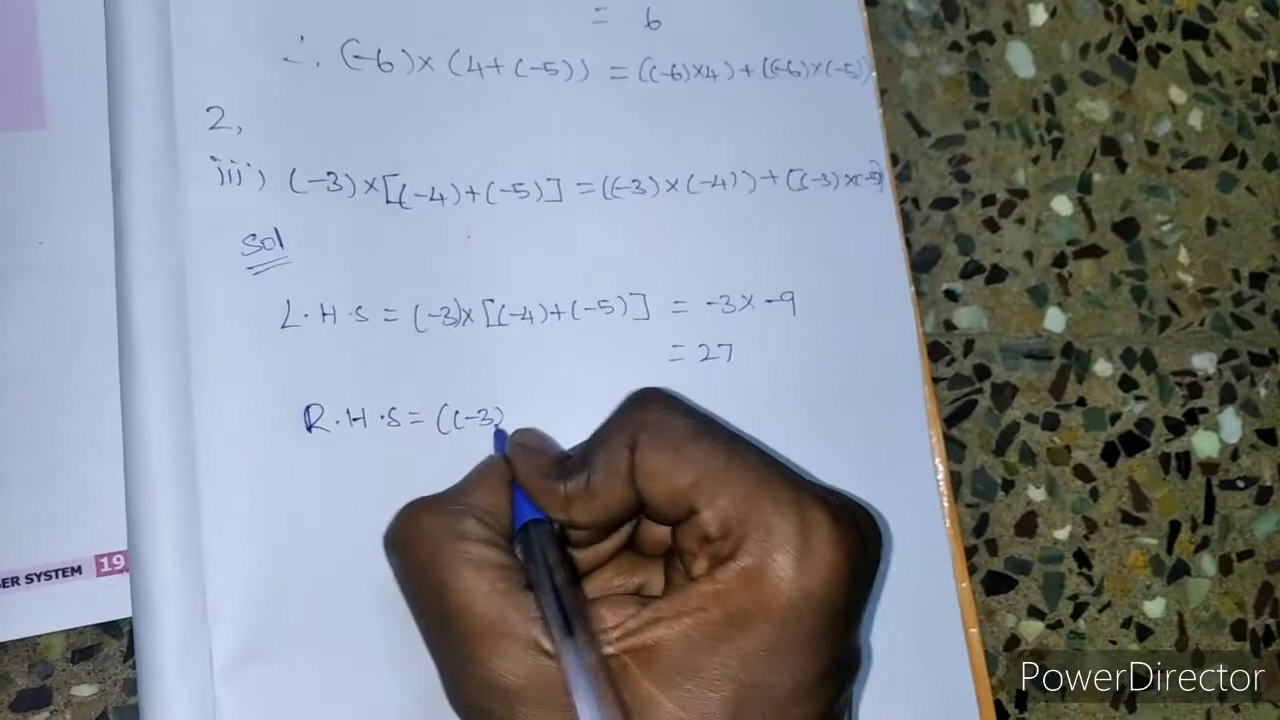 = 6
∴ (-6)×(4+(-5)) = ((-6)×4)+((-6)×(-5)
2,
iii) (-3)×[(-4)+(-5)] = ((-3)×(-4))+[(-3)×(-5)
Sol
L.H.S = (-3)×[(-4)+(-5)] = -3×-9
= 27
R.H.S = ((-3)
ER SYSTEM 19
PowerDirector